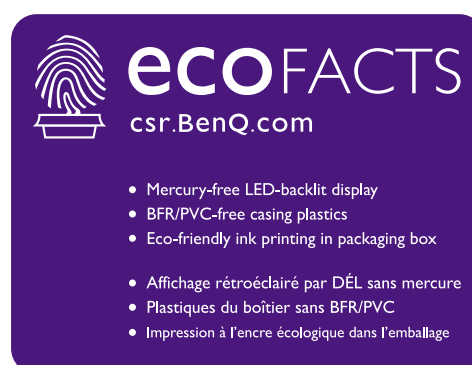 ecoFACTS
csr.BenQ.com
• Mercury-free LED-backlit display
• BFR/PVC-free casing plastics
• Eco-friendly ink printing in packaging box
• Affichage rétroéclairé par DÉL sans mercure
• Plastiques du boîtier sans BFR/PVC
• Impression à l'encre écologique dans l'emballage